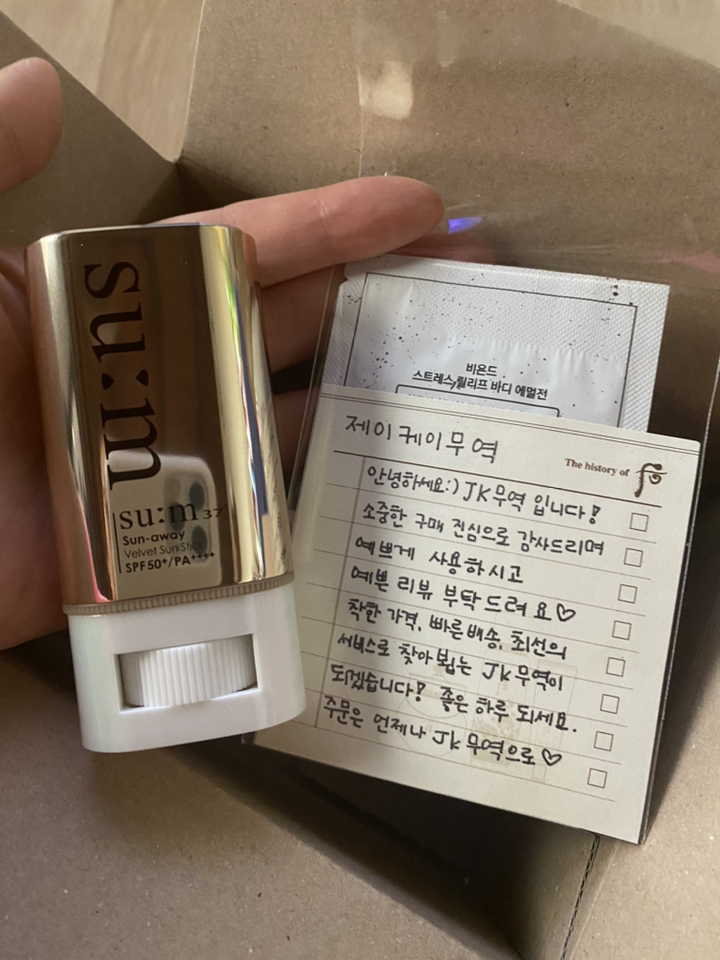 su:m
su:m37°
Sun-away
Velvet Sun Stick
SPF 50+/PA++++
비욘드
스트레스 릴리프 바디 에멀전
제이케이무역
The history of 후
안녕하세요:) JK무역 입니다!
소중한 구매 진심으로 감사드리며
예쁘게 사용하시고
예쁜 리뷰 부탁드려요♡
착한 가격, 빠른배송, 최선의
서비스로 찾아뵙는 JK무역이
되겠습니다! 좋은 하루 되세요.
주문은 언제나 JK무역으로♡